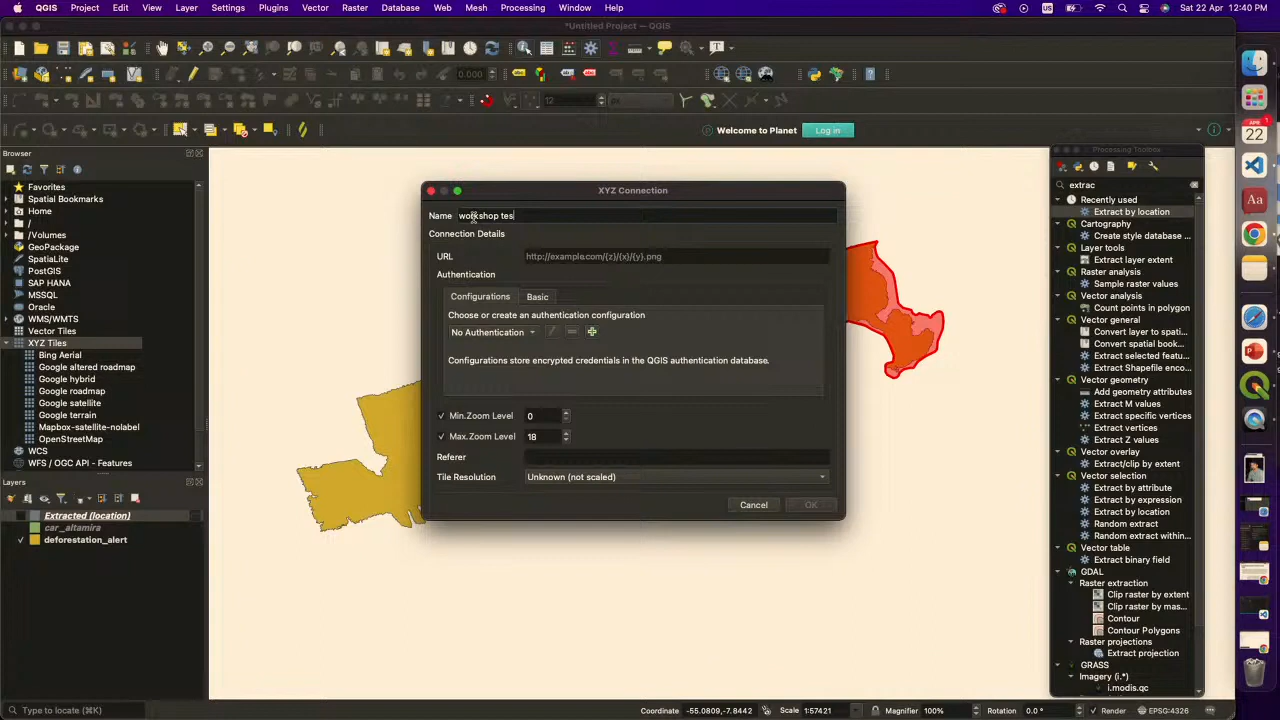 QGIS Project Edit View Layer Settings Plugins Vector Raster Database Web Mesh Processing Window Help Sat 22 Apr 12:40 PM
*Untitled Project — QGIS
0.000
12 px
Welcome to Planet Log in
Browser
Favorites
Spatial Bookmarks
Home
/
GeoPackage
SpatiaLite
PostGIS
SAP HANA
MSSQL
Oracle
WMS/WMTS
Vector Tiles
XYZ Tiles
Bing Aerial
Google altered roadmap
Google hybrid
Google roadmap
Google satellite
Google terrain
Mapbox-satellite-nolabel
OpenStreetMap
WCS
WFS / OGC API - Features
Layers
Extracted (location)
car_altamira
deforestation_alert
XYZ Connection
Name workshop tes
Connection Details
URL http://example.com/{z}/{x}/{y}.png
Authentication
Configurations Basic
Choose or create an authentication configuration
No Authentication
Configurations store encrypted credentials in the QGIS authentication database.
Min.Zoom Level 0
Max.Zoom Level 18
Referer
Tile Resolution Unknown (not scaled)
Cancel OK
Processing Toolbox
extrac
Recently used
Extract by location
Cartography
Create style database ...
Layer tools
Extract layer extent
Raster analysis
Sample raster values
Vector analysis
Count points in polygon
Vector general
Convert layer to spati...
Convert spatial book...
Extract selected featu...
Extract Shapefile enco...
Vector geometry
Add geometry attributes
Extract M values
Extract specific vertices
Extract vertices
Extract Z values
Vector overlay
Extract/clip by extent
Vector selection
Extract by attribute
Extract by expression
Extract by location
Random extract
Random extract within...
Vector table
Extract binary field
GDAL
Raster extraction
Clip raster by extent
Clip raster by mas...
Contour
Contour Polygons
Raster projections
Extract projection
GRASS
Imagery (i.*)
i.modis.qc
APR
22
Aa
Type to locate (⌘K) Coordinate -55.0809,-7.8442 Scale 1:57421 Magnifier 100% Rotation 0.0 ° Render EPSG:4326